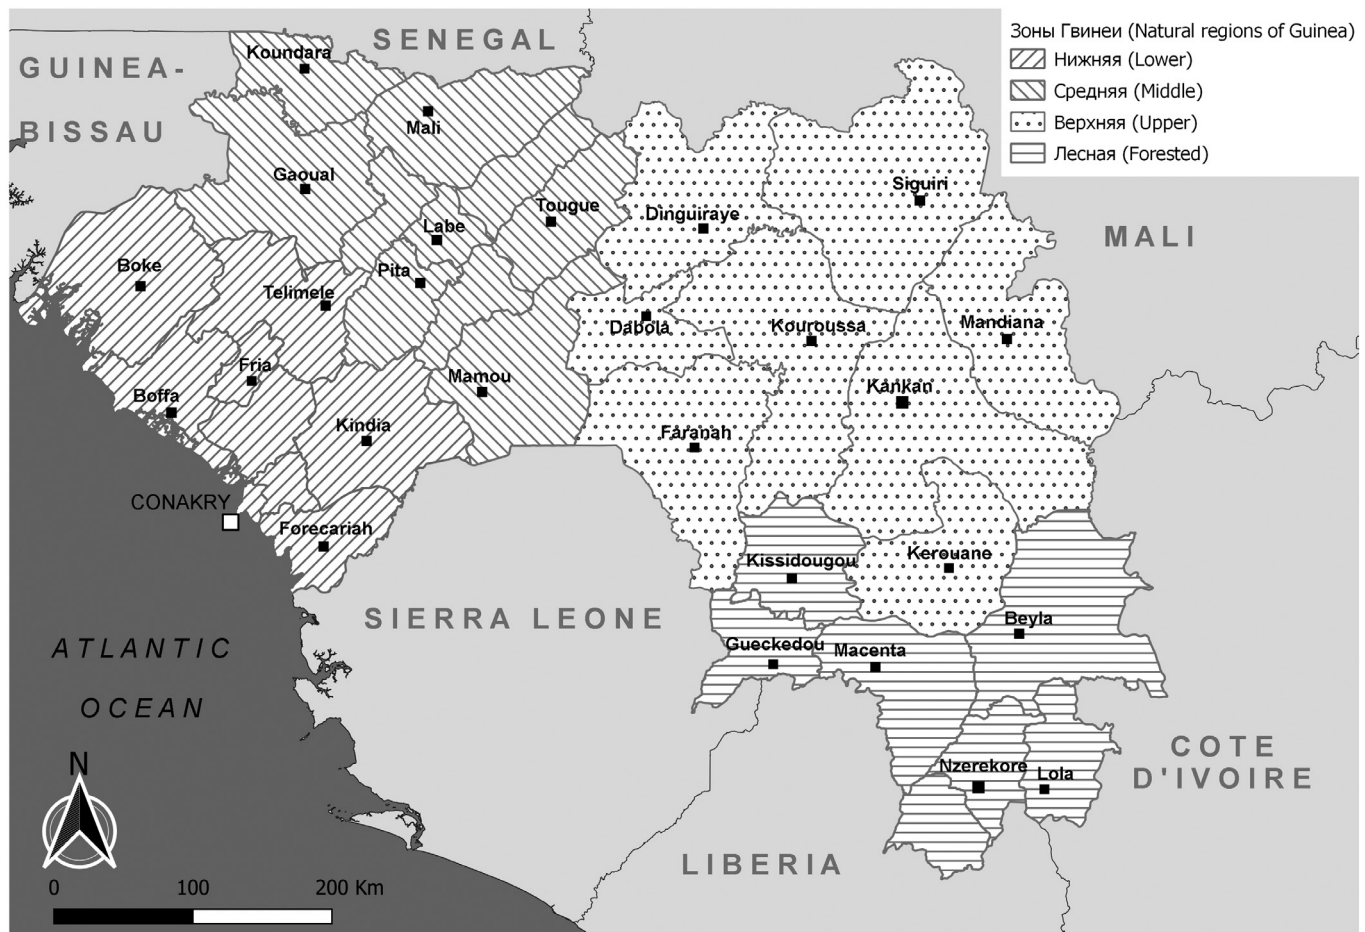 Зоны Гвинеи (Natural regions of Guinea)
Нижняя (Lower)
Средняя (Middle)
Верхняя (Upper)
Лесная (Forested)
SENEGAL
GUINEA-
BISSAU
Koundara
Mali
Gaoual
Labe
Tougue
Dinguiraye
Siguiri
MALI
Boke
Telimele
Pita
Dabola
Kouroussa
Mandiana
Fria
Boffa
Mamou
Kankan
Kindia
Faranah
CONAKRY
Forecariah
Kissidougou
Kerouane
SIERRA LEONE
Beyla
Gueckedou
Macenta
ATLANTIC
OCEAN
Nzerekore
Lola
COTE
D'IVOIRE
LIBERIA
N
0 100 200 Km